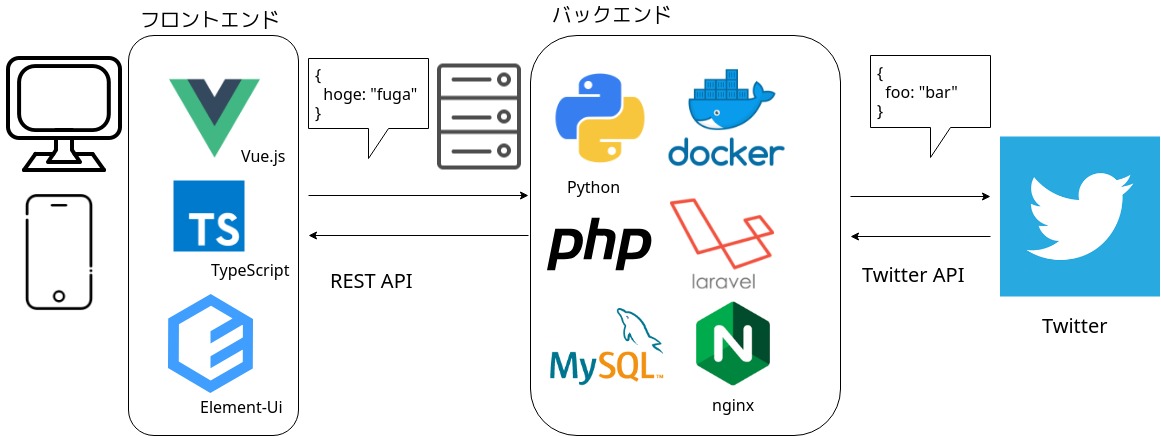 フロントエンド
バックエンド
{
hoge: "fuga"
}
{
foo: "bar"
}
Vue.js
docker
Python
TS
php
TypeScript
REST API
laravel
Twitter API
Twitter
MySQL™
N
Element-Ui
nginx